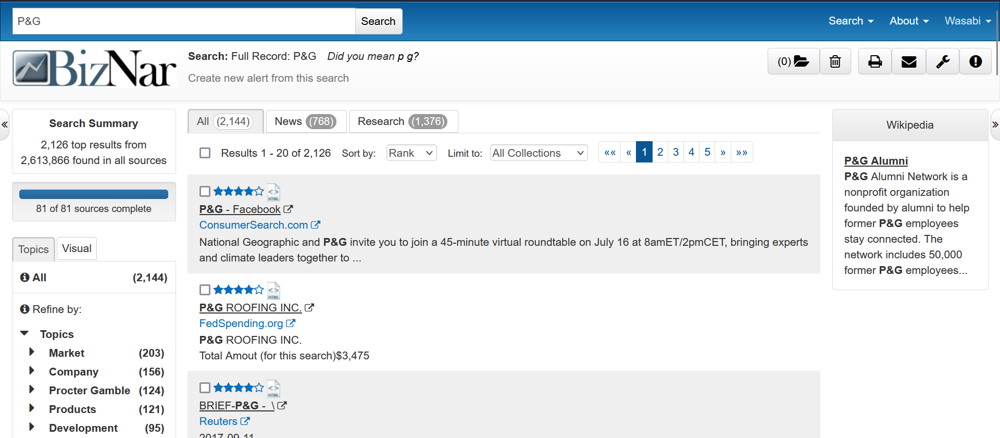 P&G
Search
Search
About
Wasabi
BizNar
Search: Full Record: P&G Did you mean p g?
Create new alert from this search
(0)
Search Summary
2,126 top results from
2,613,866 found in all sources
81 of 81 sources complete
Topics
Visual
All (2,144)
Refine by:
Topics
Market (203)
Company (156)
Procter Gamble (124)
Products (121)
Development (95)
All (2,144)
News (768)
Research (1,376)
Results 1 - 20 of 2,126 Sort by: Rank Limit to: All Collections «« « 1 2 3 4 5 » »»
HTML
P&G - Facebook
ConsumerSearch.com
National Geographic and P&G invite you to join a 45-minute virtual roundtable on July 16 at 8amET/2pmCET, bringing experts
and climate leaders together to ...
HTML
P&G ROOFING INC.
FedSpending.org
P&G ROOFING INC.
Total Amout (for this search)$3,475
HTML
BRIEF-P&G - \
Reuters
2017-09-11
Wikipedia
P&G Alumni
P&G Alumni Network is a
nonprofit organization
founded by alumni to help
former P&G employees
stay connected. The
network includes 50,000
former P&G employees...